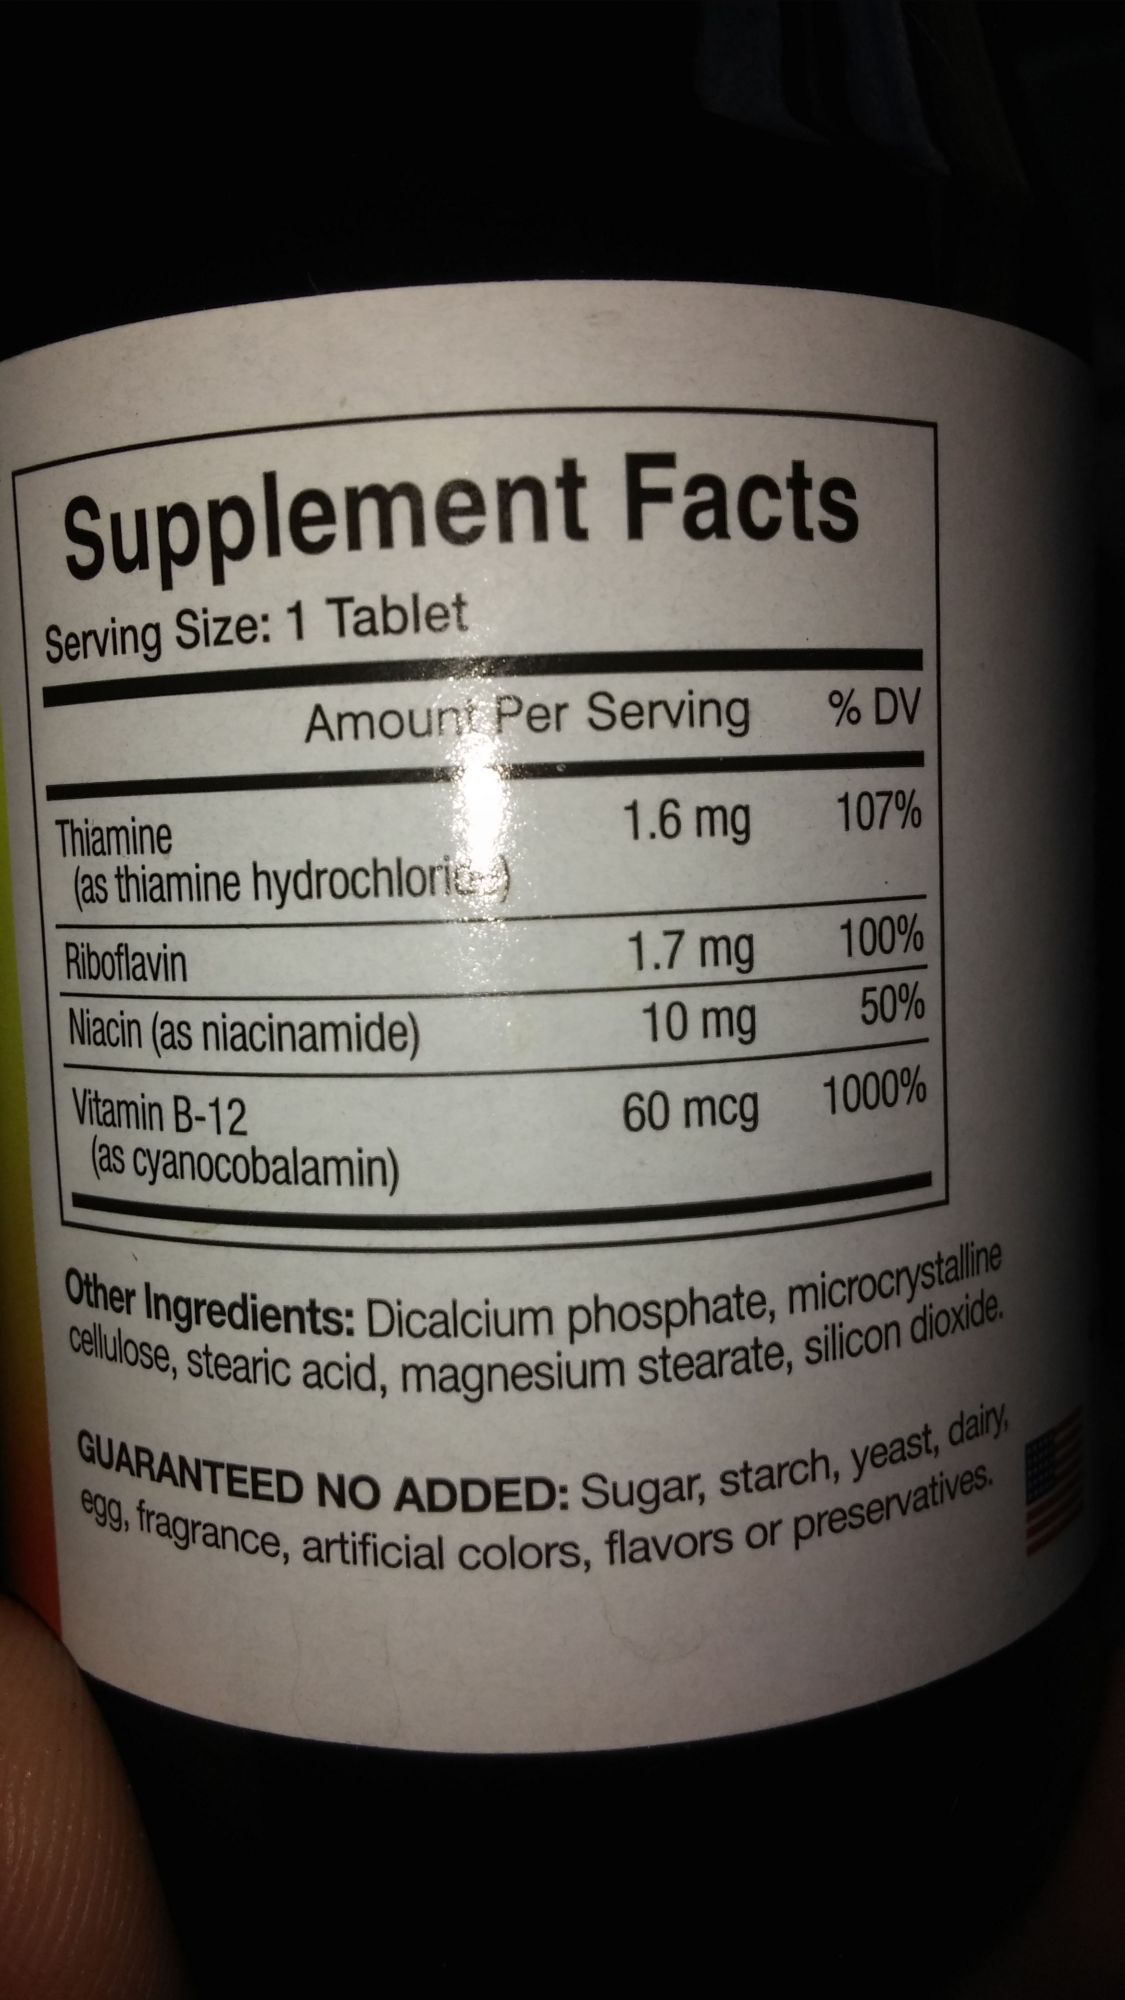 Supplement Facts
Serving Size: 1 Tablet
Amount Per Serving % DV
Thiamine 1.6 mg 107%
(as thiamine hydrochloride)
Riboflavin 1.7 mg 100%
Niacin (as niacinamide) 10 mg 50%
Vitamin B-12 60 mcg 1000%
(as cyanocobalamin)
Other Ingredients: Dicalcium phosphate, microcrystalline
cellulose, stearic acid, magnesium stearate, silicon dioxide.
GUARANTEED NO ADDED: Sugar, starch, yeast, dairy,
egg, fragrance, artificial colors, flavors or preservatives.